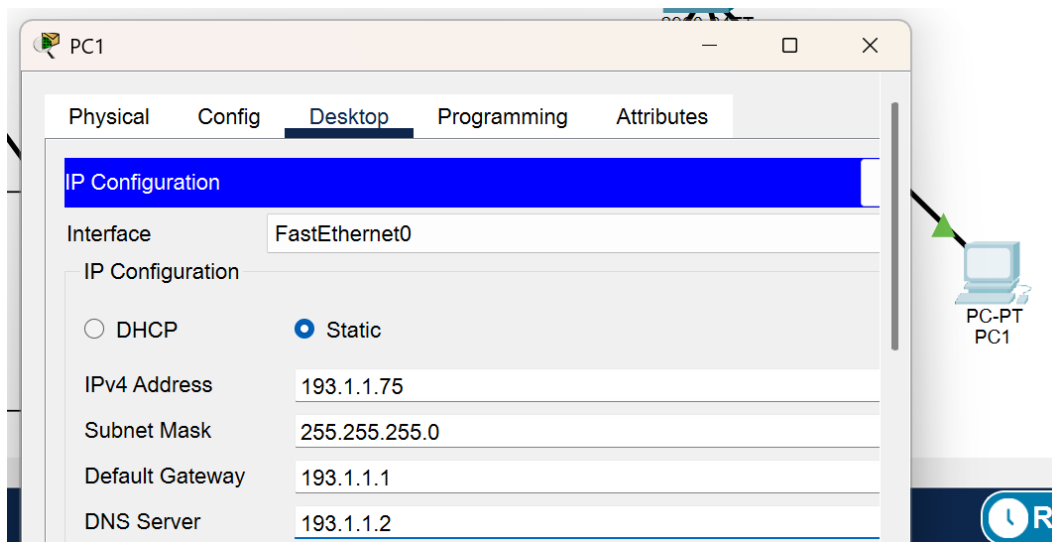 PC1
Physical Config Desktop Programming Attributes
IP Configuration
Interface FastEthernet0
IP Configuration
DHCP Static
IPv4 Address 193.1.1.75
Subnet Mask 255.255.255.0
Default Gateway 193.1.1.1
DNS Server 193.1.1.2
PC-PT
PC1
R